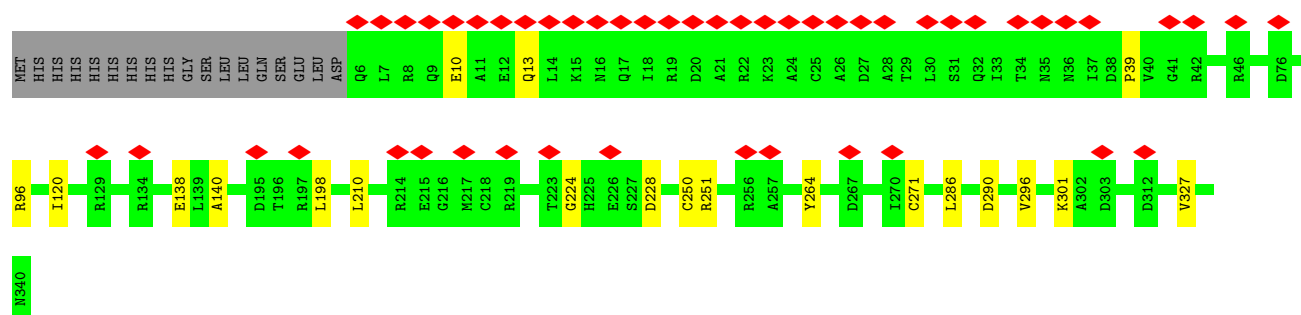 MET HIS HIS HIS HIS HIS HIS HIS HIS GLY SER LEU LEU GLN SER GLU LEU ASP Q6 L7 R8 Q9 E10 A11 E12 Q13 L14 K15 N16 Q17 I18 R19 D20 A21 R22 K23 A24 C25 A26 D27 A28 T29 L30 S31 Q32 I33 T34 N35 N36 I37 D38 P39 V40 G41 R42 R46 D76
R96 I120 R129 R134 E138 L139 A140 D195 T196 R197 L198 L210 R214 E215 G216 M217 C218 R219 T223 G224 H225 E226 S227 D228 C250 R251 R256 A257 Y264 D267 I270 C271 L286 D290 V296 K301 A302 D303 D312 V327
N340